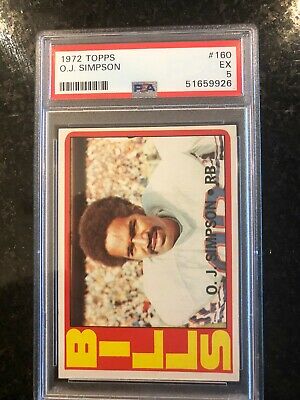 1972 TOPPS
O.J. SIMPSON
#160
EX
5
PSA
51659926
O. J. SIMPSON • RB
BILLS